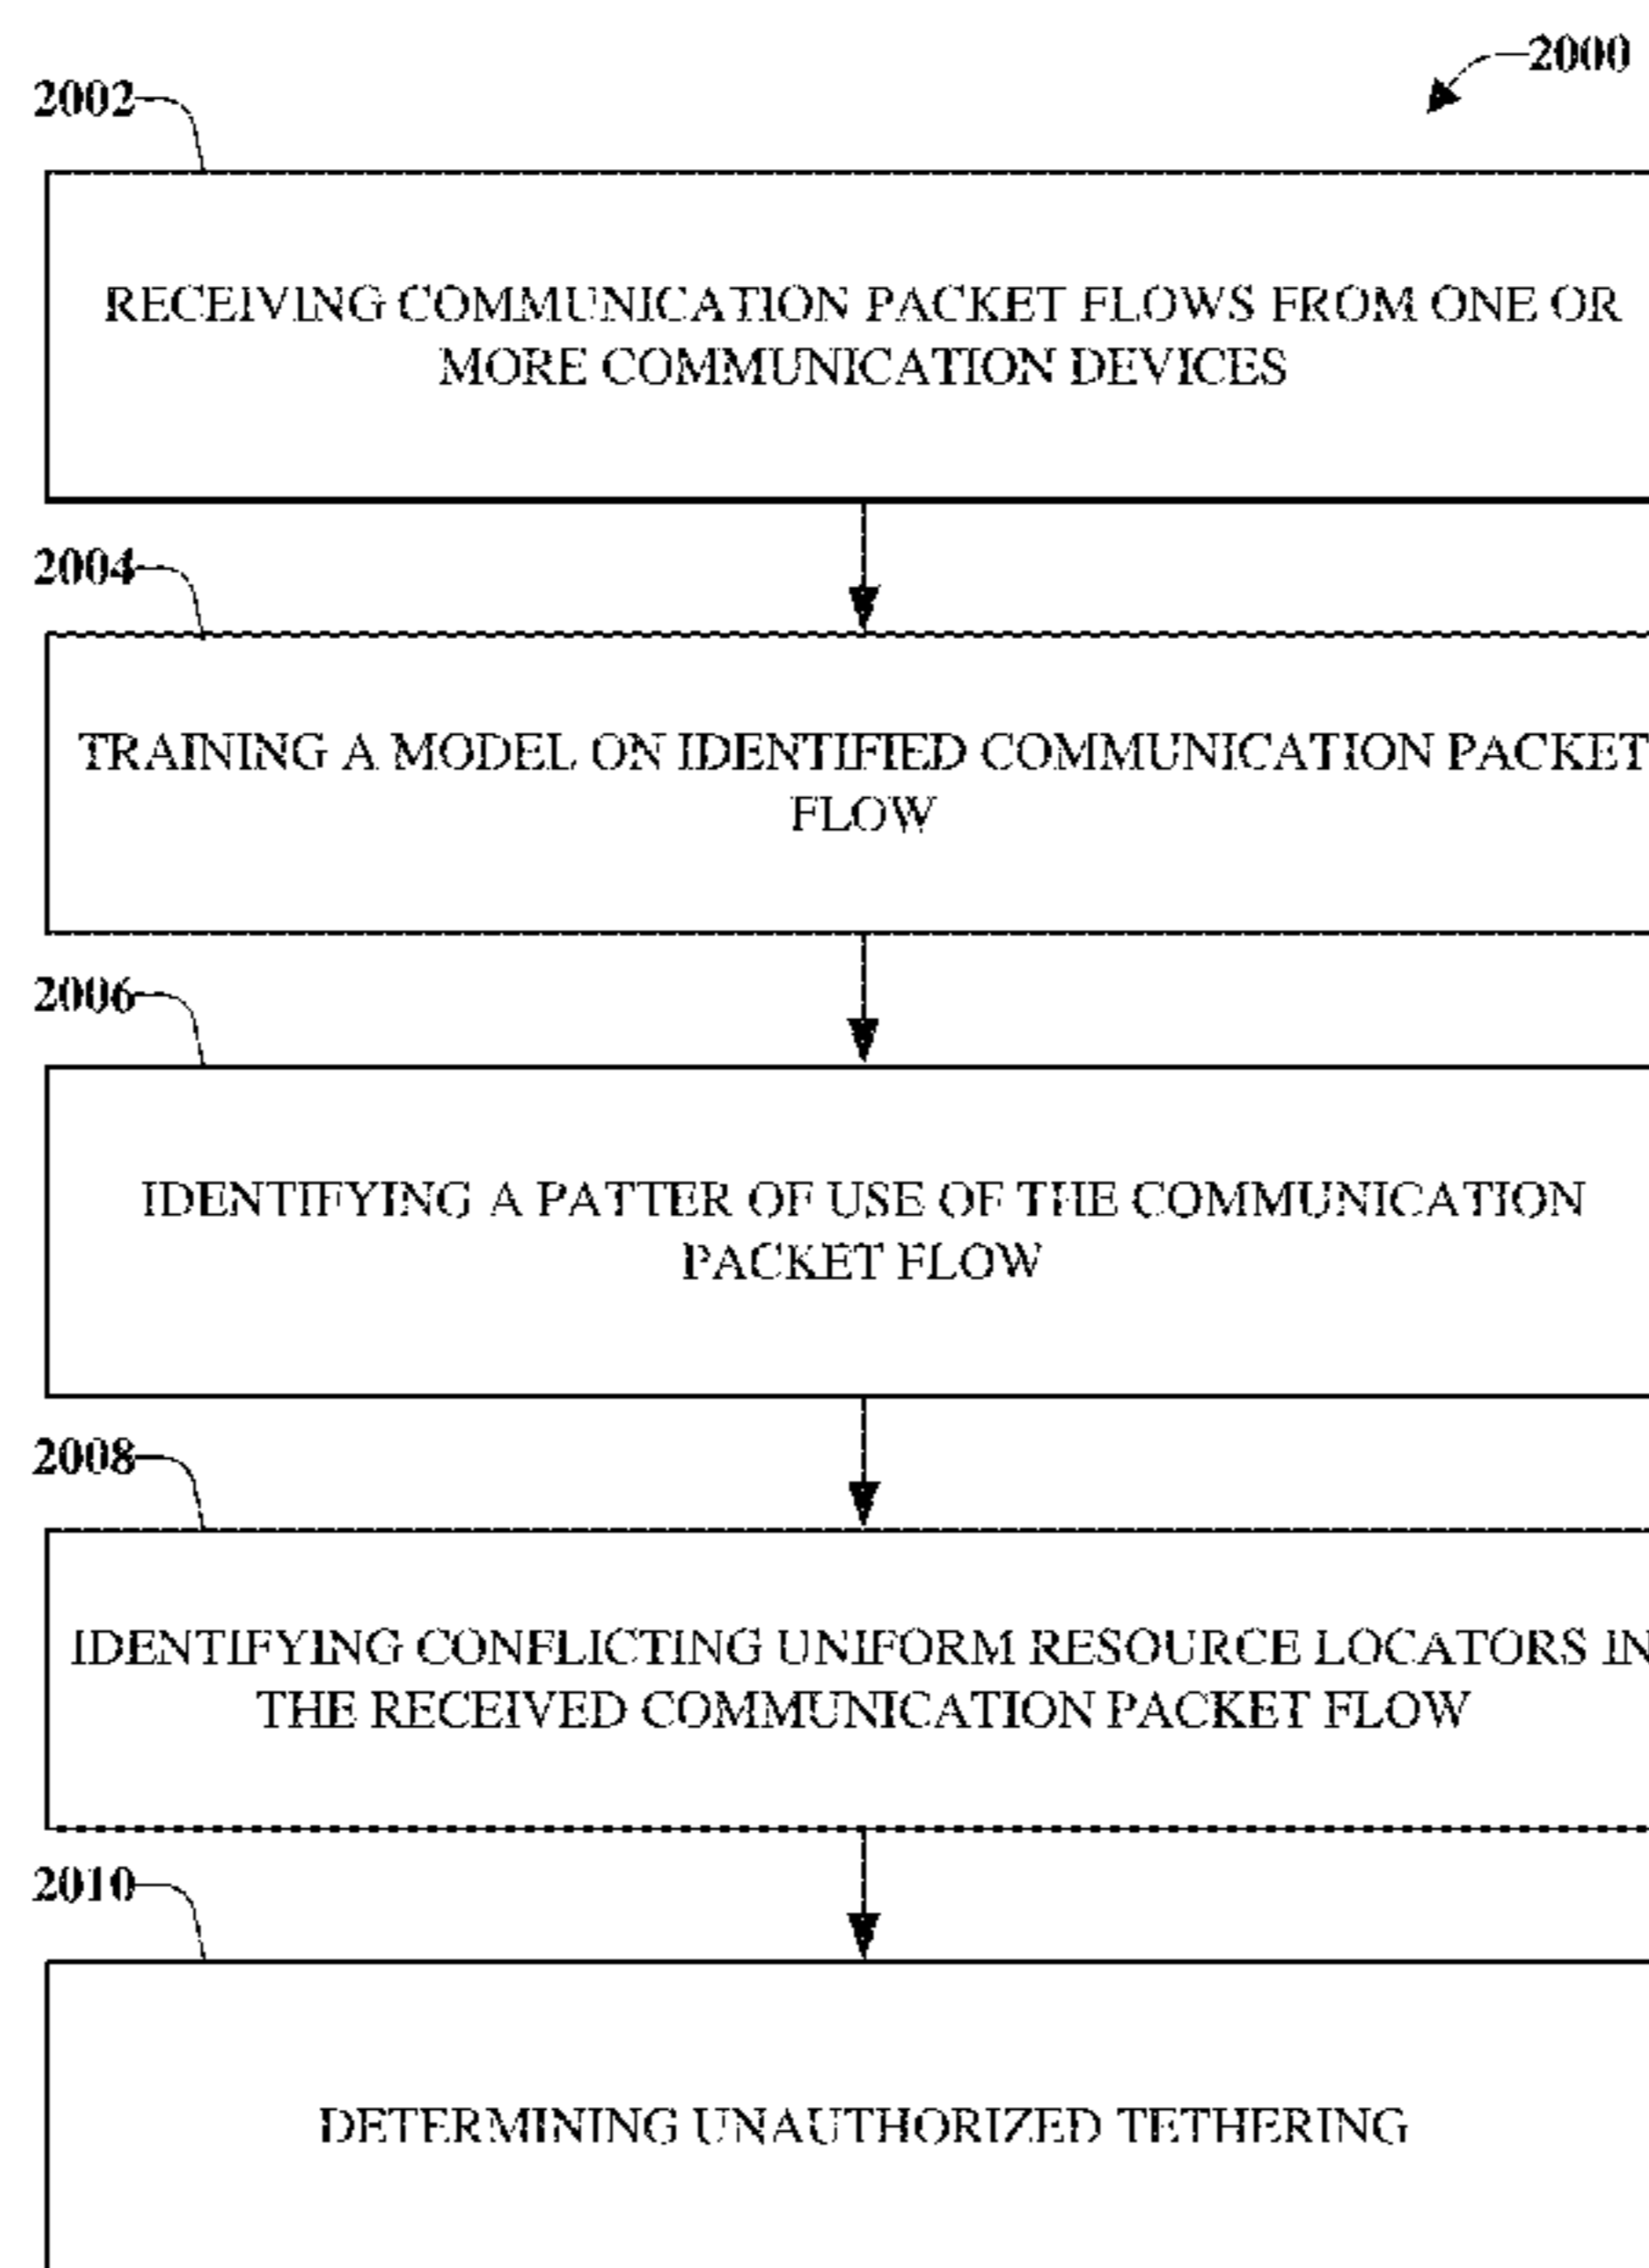 2000
2002
RECEIVING COMMUNICATION PACKET FLOWS FROM ONE OR
MORE COMMUNICATION DEVICES
2004
TRAINING A MODEL ON IDENTIFIED COMMUNICATION PACKET
FLOW
2006
IDENTIFYING A PATTER OF USE OF THE COMMUNICATION
PACKET FLOW
2008
IDENTIFYING CONFLICTING UNIFORM RESOURCE LOCATORS IN
THE RECEIVED COMMUNICATION PACKET FLOW
2010
DETERMINING UNAUTHORIZED TETHERING